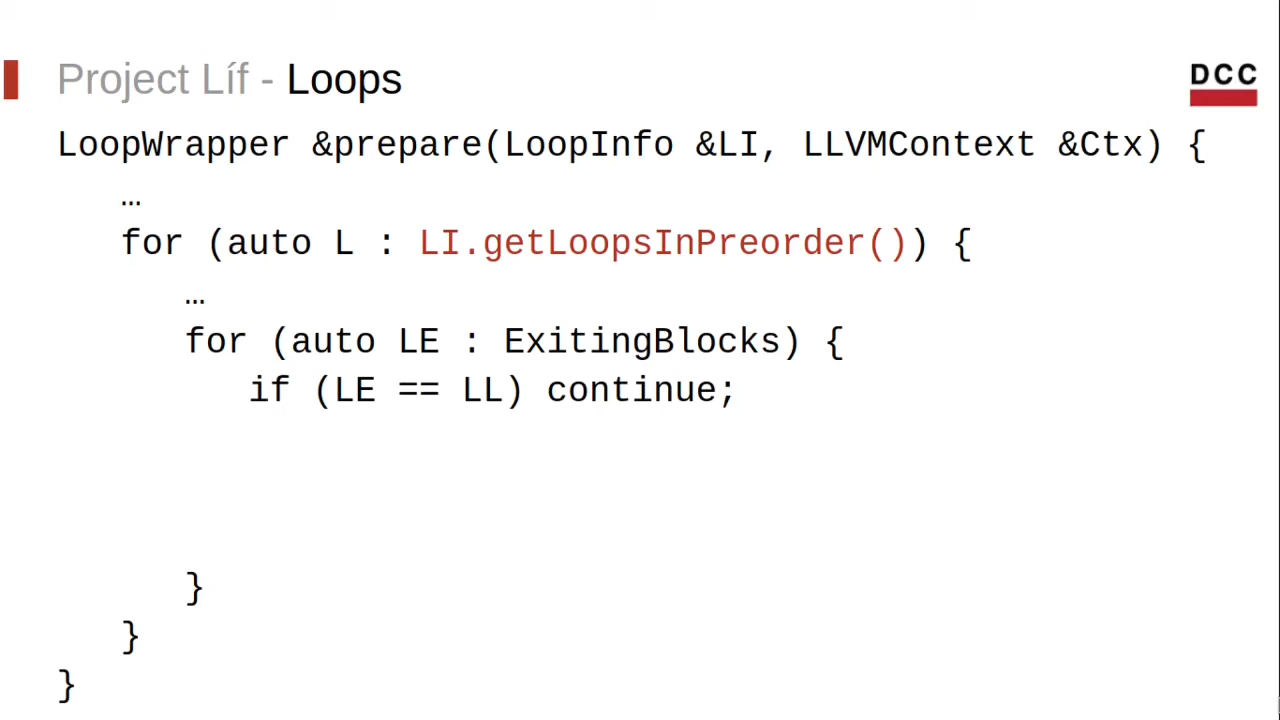 Project Líf - Loops
DCC
LoopWrapper &prepare(LoopInfo &LI, LLVMContext &Ctx) {
…
for (auto L : LI.getLoopsInPreorder()) {
…
for (auto LE : ExitingBlocks) {
if (LE == LL) continue;
}
}
}